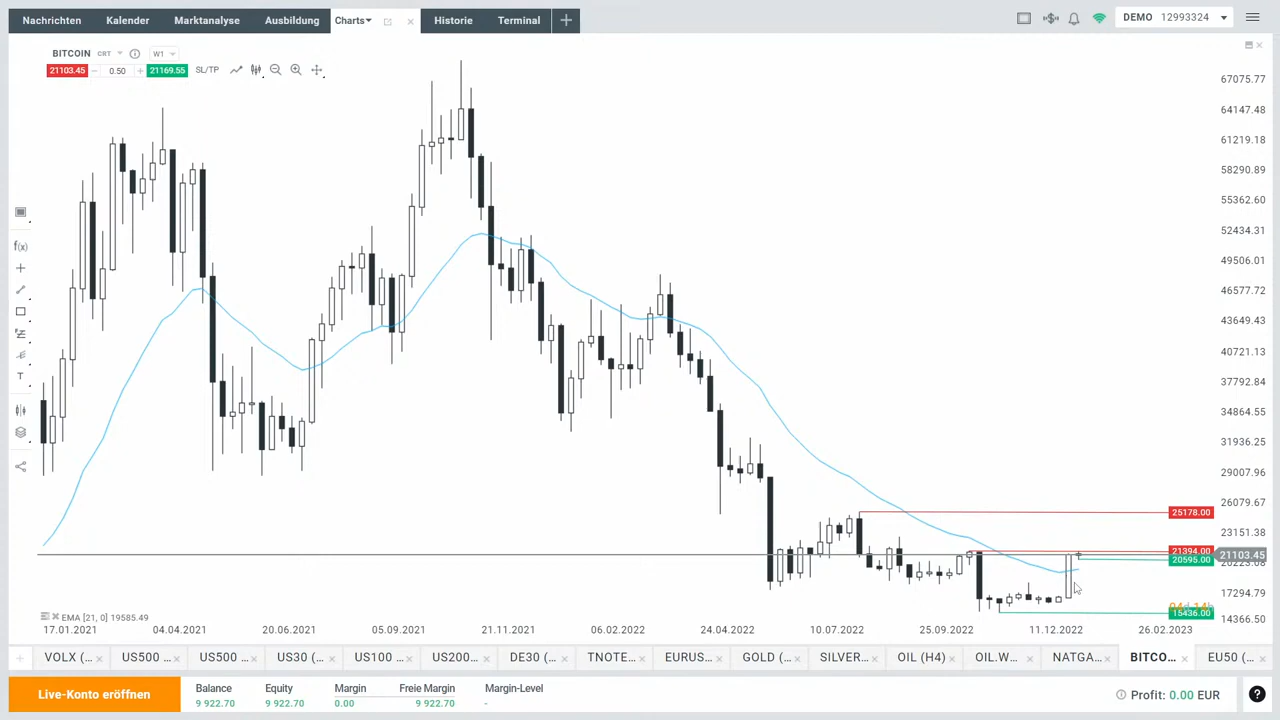 Nachrichten Kalender Marktanalyse Ausbildung Charts Historie Terminal DEMO 12993324
BITCOIN CRT W1
21103.45 0.50 21169.55 SL/TP
67075.77
64147.48
61219.18
58290.89
55362.60
52434.31
49506.01
46577.72
43649.43
40721.13
37792.84
34864.55
31936.25
29007.96
26079.67
25178.00
23151.38
21394.00
21103.45
20595.00
20223.08
17294.79
15436.00
14366.50
f(x)
T
EMA [21, 0] 19585.49
17.01.2021 04.04.2021 20.06.2021 05.09.2021 21.11.2021 06.02.2022 24.04.2022 10.07.2022 25.09.2022 11.12.2022 26.02.2023
VOLX (... US500 ... US500 ... US30 (... US100 ... US200... DE30 (... TNOTE... EURUS... GOLD (... SILVER... OIL (H4) OIL.W... NATGA... BITCO... EU50 (...
Live-Konto eröffnen
Balance Equity Margin Freie Margin Margin-Level
9 922.70 9 922.70 0.00 9 922.70 -
Profit: 0.00 EUR